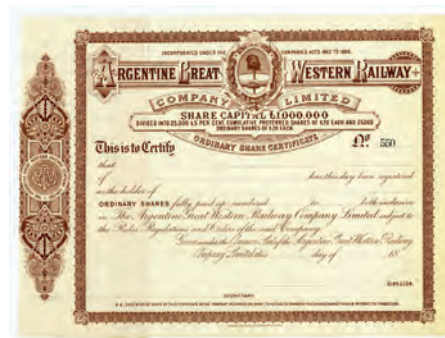 INCORPORATED UNDER THE COMPANIES ACTS 1862 TO 1886.
ARGENTINE GREAT WESTERN RAILWAY
COMPANY LIMITED
SHARE CAPITAL £1.000.000
DIVIDED INTO 25,000 4.5 PER CENT. CUMULATIVE PREFERRED SHARES OF £20 EACH AND 25000
ORDINARY SHARES OF £20 EACH.
ORDINARY SHARE CERTIFICATE
This is to Certify
No 550
that
of has this day been registered
as the holder of
ORDINARY SHARES fully paid up numbered to both inclusive
in The Argentine Great Western Railway Company Limited subject to
the Rules Regulations and Orders of the said Company.
Given under the Common Seal of the Argentine Great Western Railway
Company Limited this day of 18
DIRECTOR.
SECRETARY.